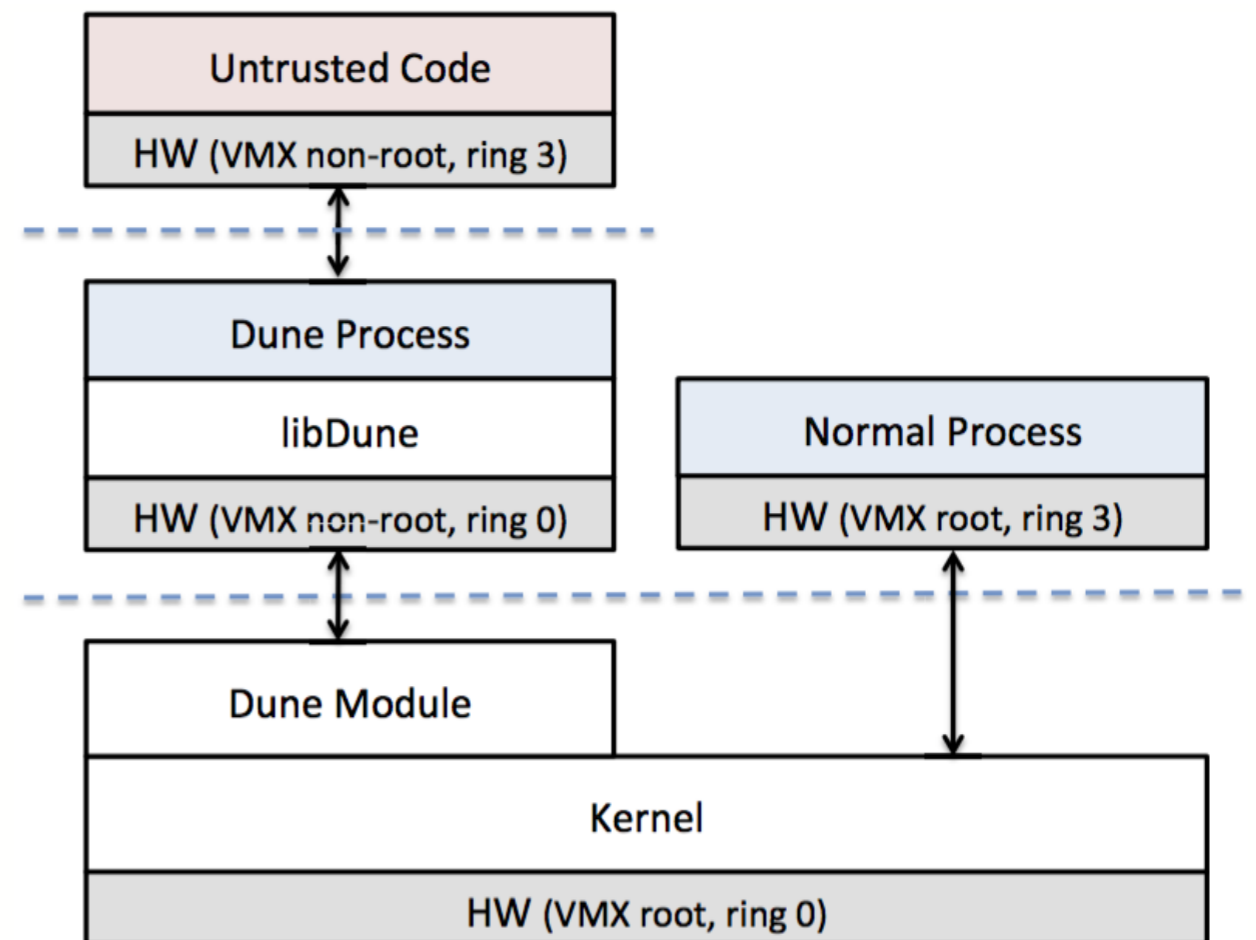 Untrusted Code
HW (VMX non-root, ring 3)
Dune Process
libDune
HW (VMX non-root, ring 0)
Normal Process
HW (VMX root, ring 3)
Dune Module
Kernel
HW (VMX root, ring 0)